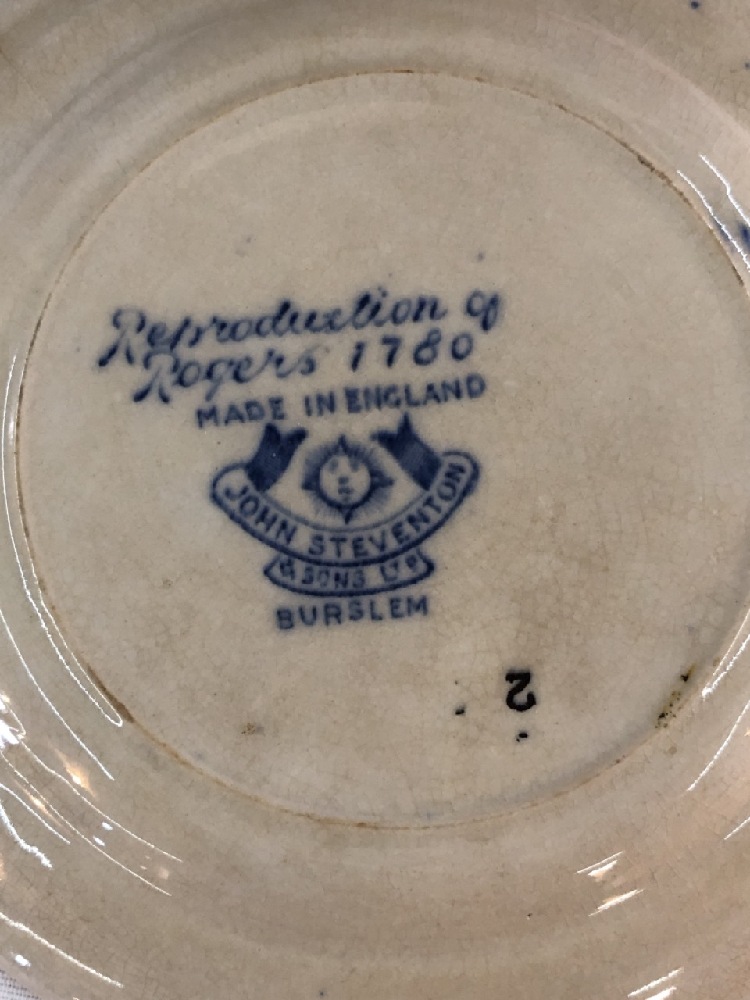 Reproduction of
Rogers 1780
MADE IN ENGLAND
JOHN STEVENTON
& SONS LTD
BURSLEM
2